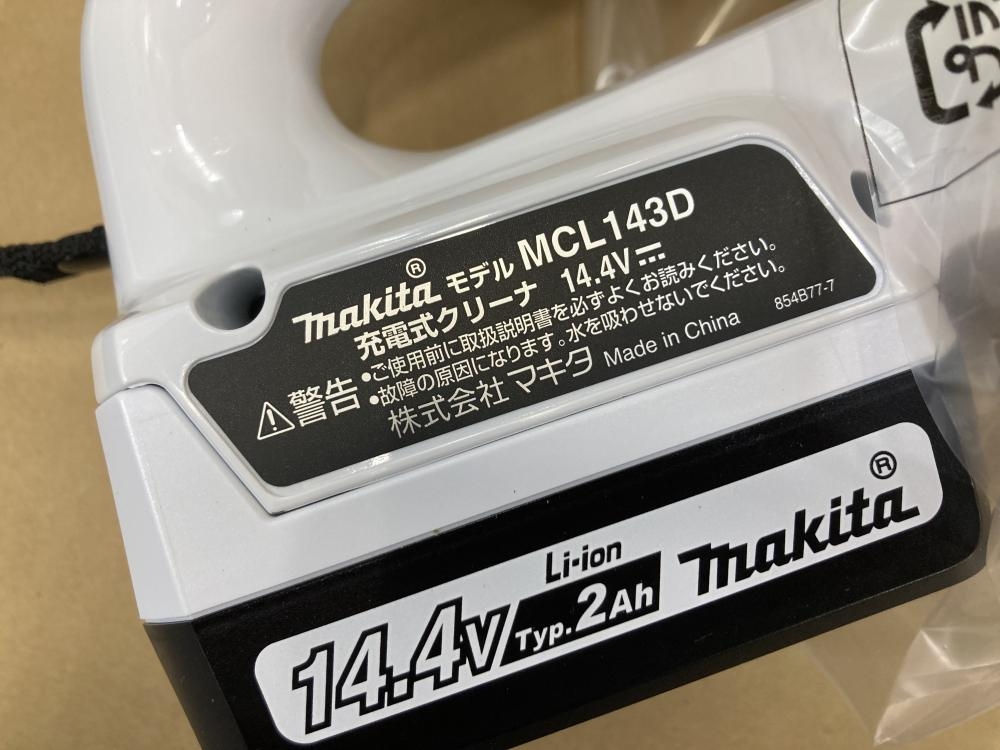 makita® モデル MCL143D
充電式クリーナ 14.4V
警告 •ご使用前に取扱説明書を必ずよくお読みください。
•故障の原因になります。水を吸わせないでください。
株式会社 マキタ Made in China
854B77-7
Li-ion
14.4V Typ. 2Ah makita®